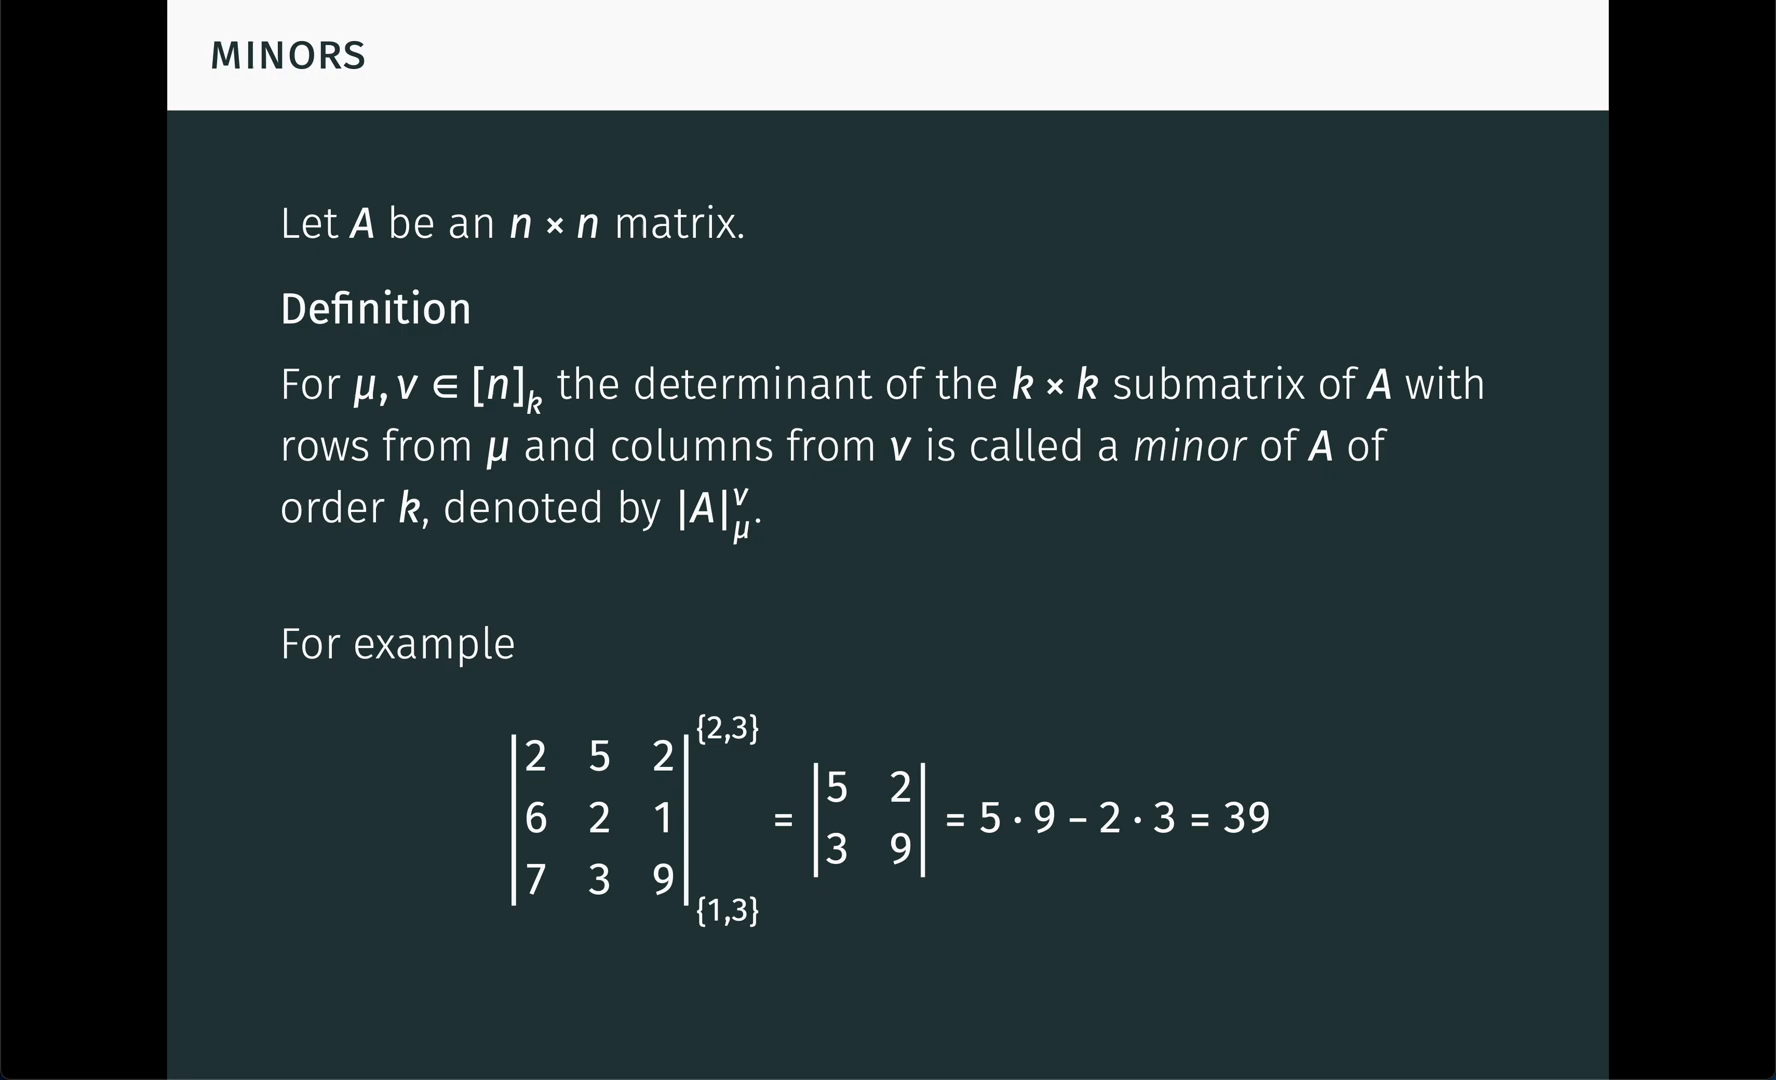 MINORS
Let A be an n × n matrix.
Definition
For μ, ν ∈ [n]ₖ the determinant of the k × k submatrix of A with
rows from μ and columns from ν is called a minor of A of
order k, denoted by |A|^ν_μ.
For example
|2 5 2|^{2,3}
|6 2 1| = |5 2; 3 9| = 5 · 9 − 2 · 3 = 39
|7 3 9|_{1,3}